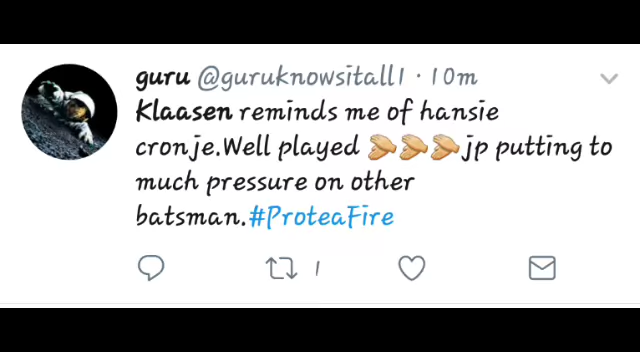 guru @guruknowsitall1 · 10m
Klaasen reminds me of hansie
cronje.Well played 👏👏👏jp putting to
much pressure on other
batsman.#ProteaFire
1